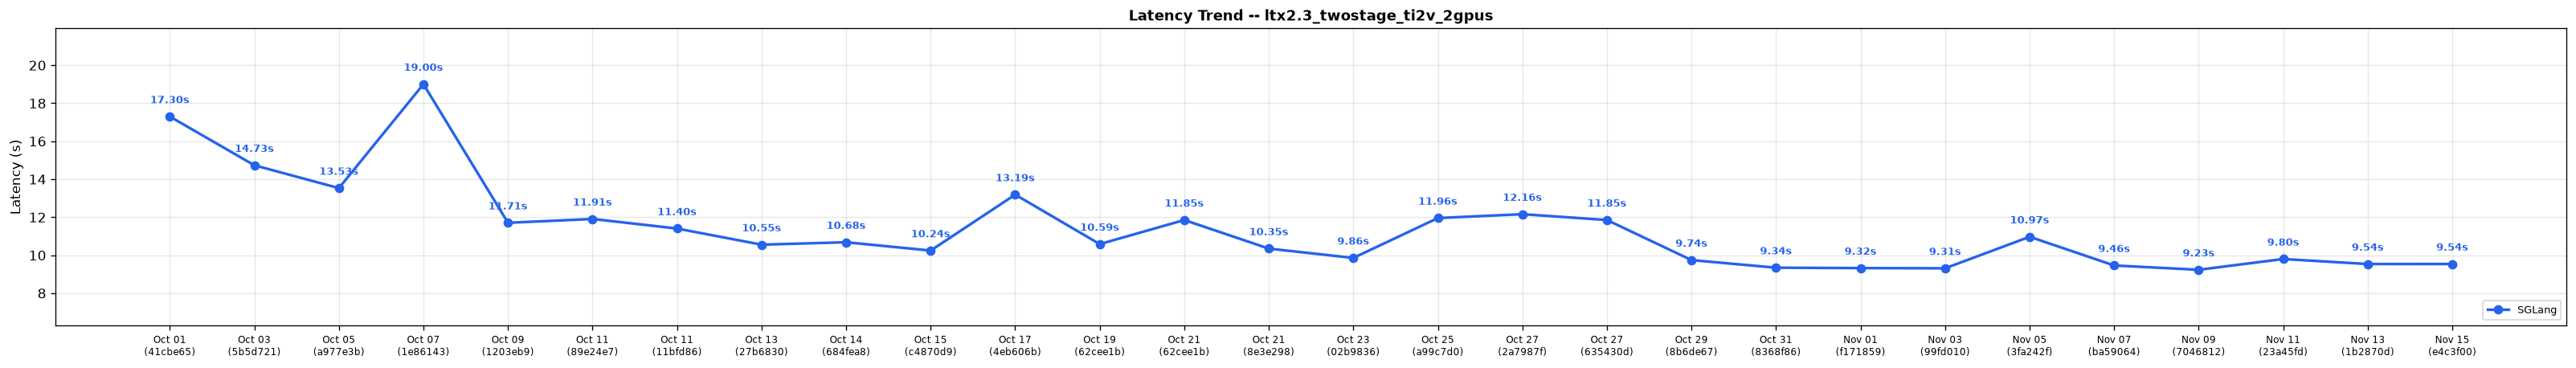 Latency Trend -- ltx2.3_twostage_ti2v_2gpus
Latency (s)
20
18
16
14
12
10
8
17.30s
14.73s
13.53s
19.00s
11.71s
11.91s
11.40s
10.55s
10.68s
10.24s
13.19s
10.59s
11.85s
10.35s
9.86s
11.96s
12.16s
11.85s
9.74s
9.34s
9.32s
9.31s
10.97s
9.46s
9.23s
9.80s
9.54s
9.54s
SGLang
Oct 01
(41cbe65)
Oct 03
(5b5d721)
Oct 05
(a977e3b)
Oct 07
(1e86143)
Oct 09
(1203eb9)
Oct 11
(89e24e7)
Oct 11
(11bfd86)
Oct 13
(27b6830)
Oct 14
(684fea8)
Oct 15
(c4870d9)
Oct 17
(4eb606b)
Oct 19
(62cee1b)
Oct 21
(62cee1b)
Oct 21
(8e3e298)
Oct 23
(02b9836)
Oct 25
(a99c7d0)
Oct 27
(2a7987f)
Oct 27
(635430d)
Oct 29
(8b6de67)
Oct 31
(8368f86)
Nov 01
(f171859)
Nov 03
(99fd010)
Nov 05
(3fa242f)
Nov 07
(ba59064)
Nov 09
(7046812)
Nov 11
(23a45fd)
Nov 13
(1b2870d)
Nov 15
(e4c3f00)